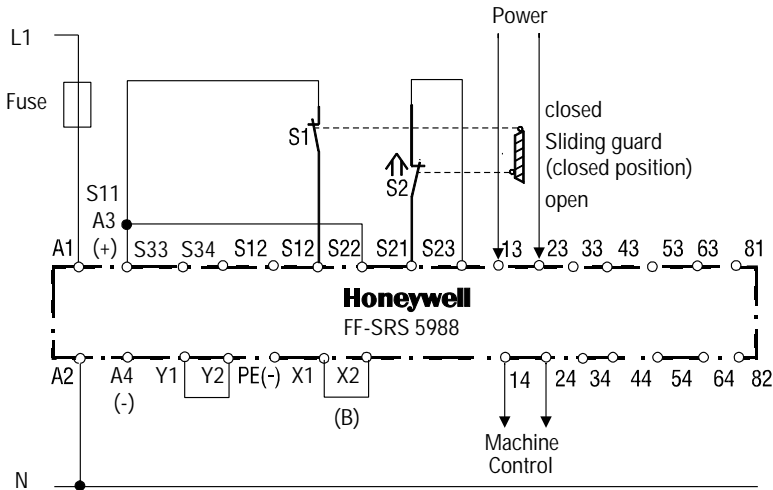 Power
L1
Fuse
S1
S2
closed
Sliding guard
(closed position)
open
S11
A3
(+)
A1 S33 S34 S12 S12 S22 S21 S23 13 23 33 43 53 63 81
Honeywell
FF-SRS 5988
A2 A4 Y1 Y2 PE(-) X1 X2 14 24 34 44 54 64 82
(-)
(B)
Machine
Control
N